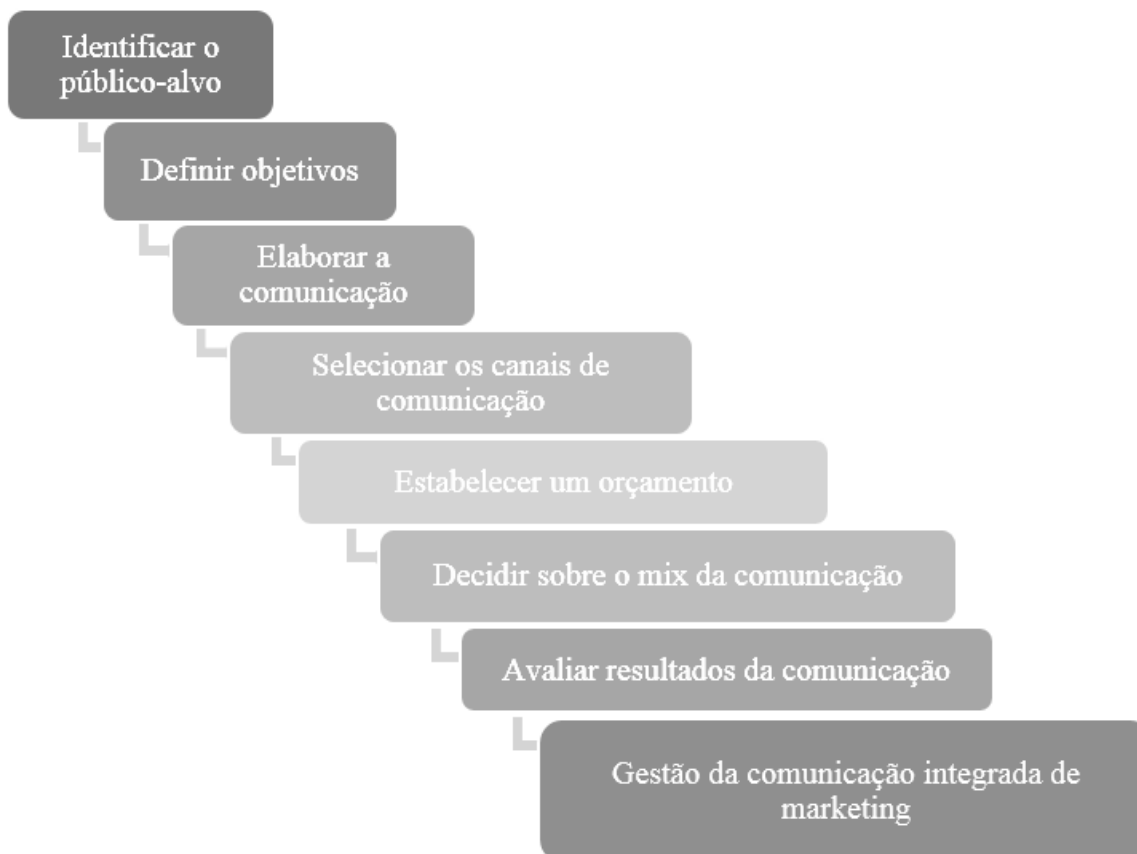 Identificar o
público-alvo
Definir objetivos
Elaborar a
comunicação
Selecionar os canais de
comunicação
Estabelecer um orçamento
Decidir sobre o mix da comunicação
Avaliar resultados da comunicação
Gestão da comunicação integrada de
marketing